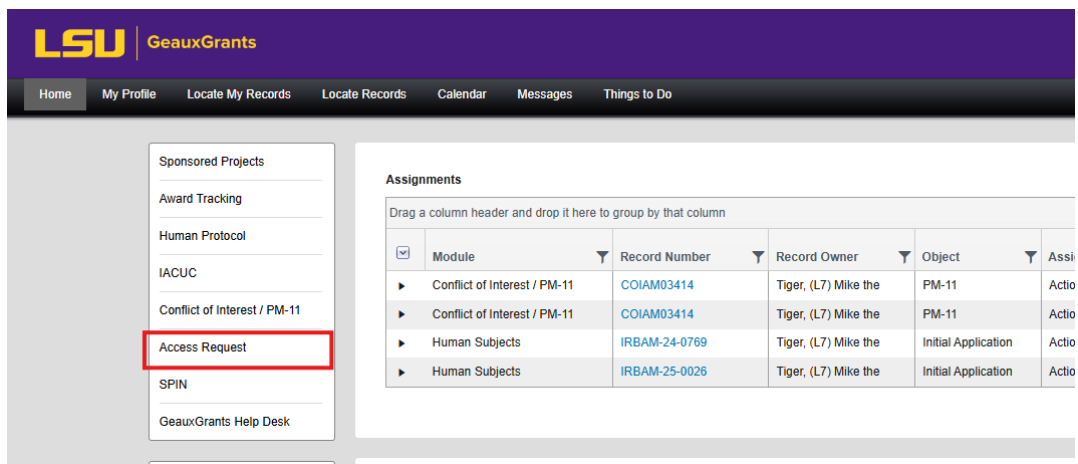 LSU GeauxGrants
Home My Profile Locate My Records Locate Records Calendar Messages Things to Do
Sponsored Projects
Award Tracking
Human Protocol
IACUC
Conflict of Interest / PM-11
Access Request
SPIN
GeauxGrants Help Desk
Assignments
Drag a column header and drop it here to group by that column
Module Record Number Record Owner Object Assi
Conflict of Interest / PM-11 COIAM03414 Tiger, (L7) Mike the PM-11 Actio
Conflict of Interest / PM-11 COIAM03414 Tiger, (L7) Mike the PM-11 Actio
Human Subjects IRBAM-24-0769 Tiger, (L7) Mike the Initial Application Actio
Human Subjects IRBAM-25-0026 Tiger, (L7) Mike the Initial Application Actio